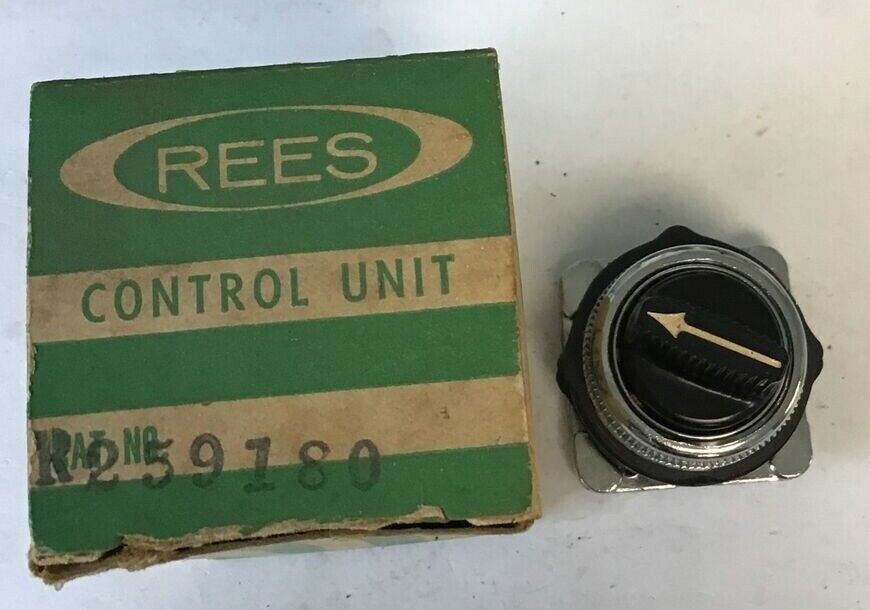 REES
CONTROL UNIT
CAT. NO.
R259180